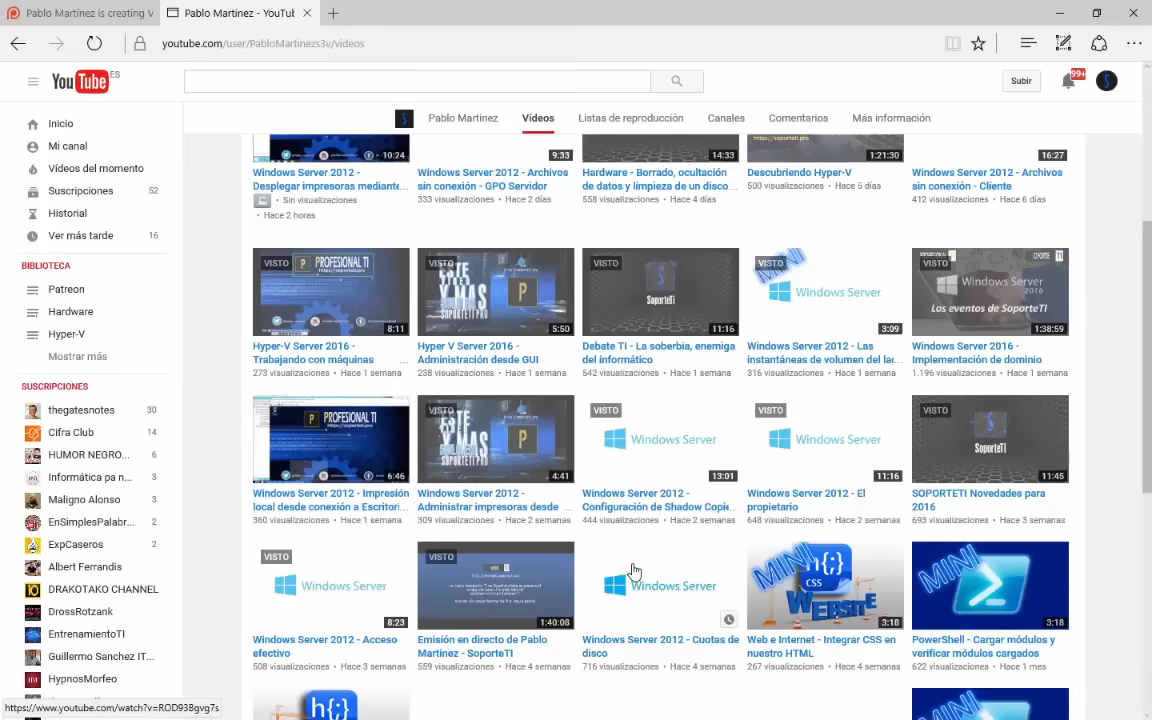 Pablo Martínez is creating V
Pablo Martinez - YouTu
youtube.com/user/PabloMartinezs3v/videos
YouTube ES
Subir
99+
Inicio
Mi canal
Vídeos del momento
Suscripciones 52
Historial
Ver más tarde 16
BIBLIOTECA
Patreon
Hardware
Hyper-V
Mostrar más
SUSCRIPCIONES
thegatesnotes 30
Cifra Club 14
HUMOR NEGRO... 6
Informática pa n... 3
Maligno Alonso 3
EnSimplesPalabr... 2
ExpCaseros 2
Albert Ferrandis
DRAKOTAKO CHANNEL
DrossRotzank
EntrenamientoTI
Guillermo Sanchez IT...
HypnosMorfeo
https://www.youtube.com/watch?v=ROD93Bgvg7s
Pablo Martinez
Vídeos
Listas de reproducción
Canales
Comentarios
Más información
10:24
9:33
14:33
https://soporteti.pro
1:21:30
16:27
Windows Server 2012 -
Desplegar impresoras mediante...
Sin visualizaciones
• Hace 2 horas
Windows Server 2012 - Archivos
sin conexión - GPO Servidor
333 visualizaciones • Hace 2 días
Hardware - Borrado, ocultación
de datos y limpieza de un disco...
558 visualizaciones • Hace 4 días
Descubriendo Hyper-V
500 visualizaciones • Hace 5 días
Windows Server 2012 - Archivos
sin conexión - Cliente
412 visualizaciones • Hace 6 días
VISTO
P PROFESIONAL TI
8:11
VISTO
ESTE
Y MAS
P
5:50
VISTO
SoporteTi
11:16
VISTO
MINI
Windows Server
3:09
VISTO
Windows Server
2016
Los eventos de SoporteTI
1:38:59
Hyper-V Server 2016 -
Trabajando con máquinas ...
273 visualizaciones • Hace 1 semana
Hyper V Server 2016 -
Administración desde GUI
238 visualizaciones • Hace 1 semana
Debate TI - La soberbia, enemiga
del informático
542 visualizaciones • Hace 1 semana
Windows Server 2012 - Las
instantáneas de volumen del la...
316 visualizaciones • Hace 1 semana
Windows Server 2016 -
Implementación de dominio
1.196 visualizaciones • Hace 1 semana
P PROFESIONAL TI
6:46
VISTO
ESTE
Y MAS
P
4:41
VISTO
Windows Server
13:01
VISTO
Windows Server
11:16
VISTO
SoporteTi
11:45
Windows Server 2012 - Impresión
local desde conexión a Escritori...
360 visualizaciones • Hace 1 semana
Windows Server 2012 -
Administrar impresoras desde ...
309 visualizaciones • Hace 2 semanas
Windows Server 2012 -
Configuración de Shadow Copie...
444 visualizaciones • Hace 2 semanas
Windows Server 2012 - El
propietario
648 visualizaciones • Hace 2 semanas
SOPORTETI Novedades para
2016
693 visualizaciones • Hace 3 semanas
VISTO
Windows Server
8:23
VISTO
1:40:08
Windows Server
MINI
h{;}
CSS
WEBSITE
3:18
MINI
3:18
Windows Server 2012 - Acceso
efectivo
508 visualizaciones • Hace 3 semanas
Emisión en directo de Pablo
Martinez - SoporteTI
559 visualizaciones • Hace 4 semanas
Windows Server 2012 - Cuotas de
disco
716 visualizaciones • Hace 4 semanas
Web e Internet - Integrar CSS en
nuestro HTML
267 visualizaciones • Hace 4 semanas
PowerShell - Cargar módulos y
verificar módulos cargados
622 visualizaciones • Hace 1 mes
h{;}
MINI